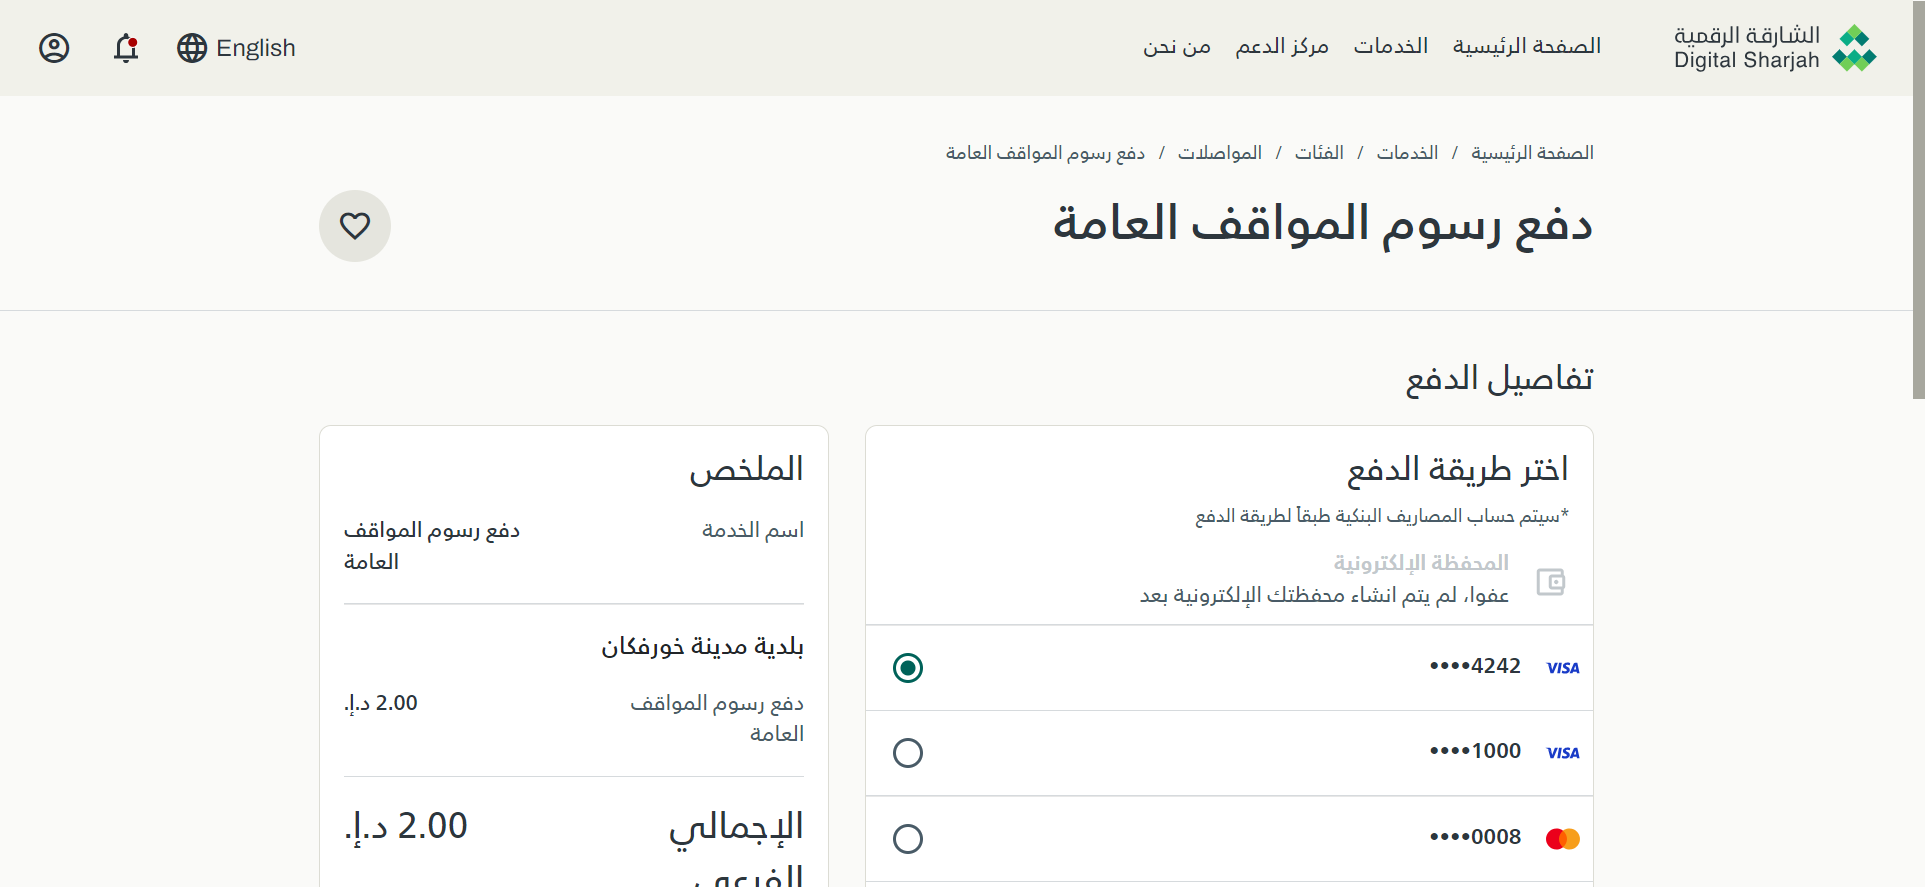 الشارقة الرقمية
Digital Sharjah
الصفحة الرئيسية
الخدمات
مركز الدعم
من نحن
English
الصفحة الرئيسية / الخدمات / الفئات / المواصلات / دفع رسوم المواقف العامة
دفع رسوم المواقف العامة
تفاصيل الدفع
اختر طريقة الدفع
*سيتم حساب المصاريف البنكية طبقاً لطريقة الدفع
المحفظة الإلكترونية
عفوا، لم يتم انشاء محفظتك الإلكترونية بعد
VISA
••••4242
VISA
••••1000
••••0008
الملخص
اسم الخدمة
دفع رسوم المواقف
العامة
بلدية مدينة خورفكان
دفع رسوم المواقف
العامة
2.00 د.إ.
الإجمالي
الفرعي
2.00 د.إ.